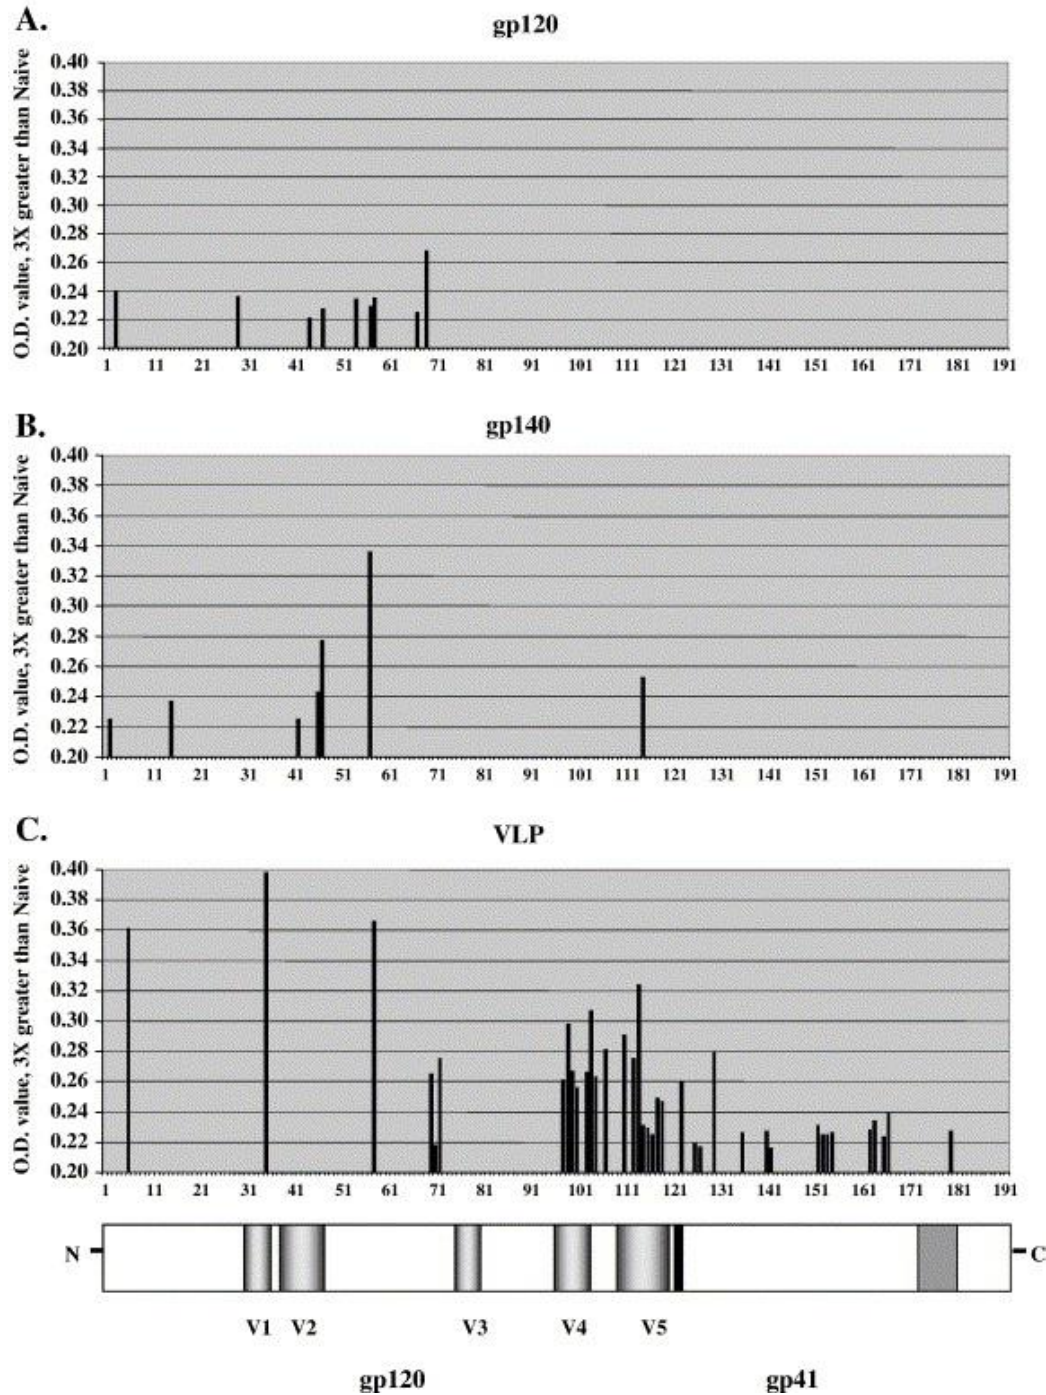 A.
gp120
O.D. value, 3X greater than Naive
0.40
0.38
0.36
0.34
0.32
0.30
0.28
0.26
0.24
0.22
0.20
1 11 21 31 41 51 61 71 81 91 101 111 121 131 141 151 161 171 181 191
B.
gp140
O.D. value, 3X greater than Naive
0.40
0.38
0.36
0.34
0.32
0.30
0.28
0.26
0.24
0.22
0.20
1 11 21 31 41 51 61 71 81 91 101 111 121 131 141 151 161 171 181 191
C.
VLP
O.D. value, 3X greater than Naive
0.40
0.38
0.36
0.34
0.32
0.30
0.28
0.26
0.24
0.22
0.20
1 11 21 31 41 51 61 71 81 91 101 111 121 131 141 151 161 171 181 191
N C
V1 V2 V3 V4 V5
gp120 gp41